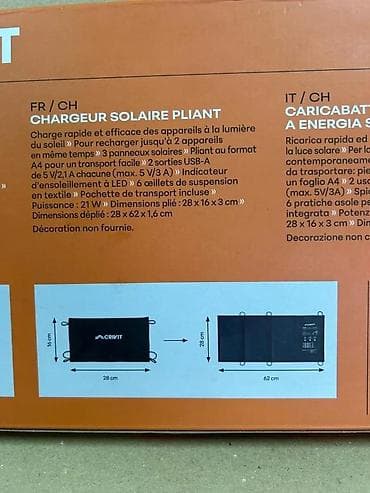 T
FR / CH
CHARGEUR SOLAIRE PLIANT
Charge rapide et efficace des appareils à la lumière
du soleil » Pour recharger jusqu'à 2 appareils
en même temps » 3 panneaux solaires » Pliant au format
A4 pour un transport facile » 2 sorties USB-A
de 5 V/2,1 A chacune (max. 5 V/3 A) » Indicateur
d'ensoleillement à LED » 6 œillets de suspension
en textile » Pochette de transport incluse »
Puissance : 21 W » Dimensions plié : 28 x 16 x 3 cm »
Dimensions déplié : 28 x 62 x 1,6 cm
Décoration non fournie.
IT / CH
CARICABATT
A ENERGIA S
Ricarica rapida ed
la luce solare » Per la
contemporaneame
da trasportare: pie
un foglio A4 » 2 usc
(max. 5V/3A) » Spic
6 pratiche asole pe
integrata » Potenz
28 x 16 x 3 cm » Din
Decorazione non c
»
CRIVIT
16 cm
28 cm
28 cm
62 cm